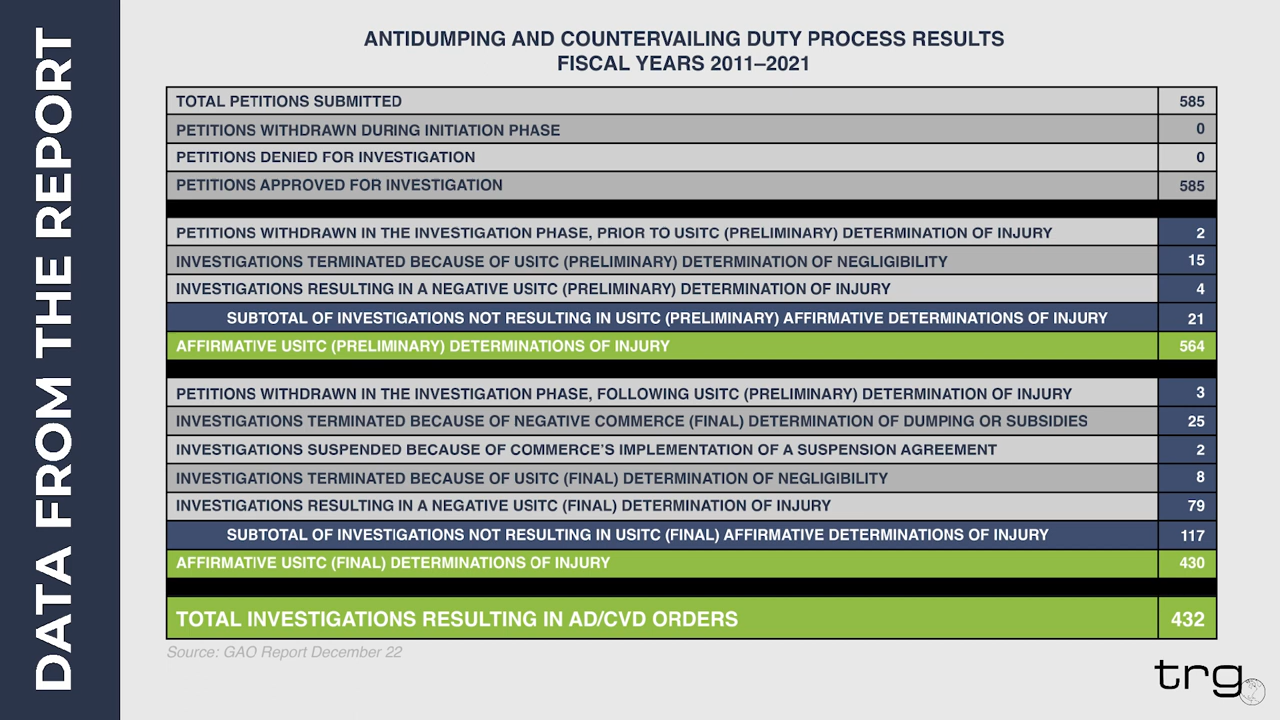 DATA FROM THE REPORT
ANTIDUMPING AND COUNTERVAILING DUTY PROCESS RESULTS
FISCAL YEARS 2011–2021
TOTAL PETITIONS SUBMITTED 585
PETITIONS WITHDRAWN DURING INITIATION PHASE 0
PETITIONS DENIED FOR INVESTIGATION 0
PETITIONS APPROVED FOR INVESTIGATION 585
PETITIONS WITHDRAWN IN THE INVESTIGATION PHASE, PRIOR TO USITC (PRELIMINARY) DETERMINATION OF INJURY 2
INVESTIGATIONS TERMINATED BECAUSE OF USITC (PRELIMINARY) DETERMINATION OF NEGLIGIBILITY 15
INVESTIGATIONS RESULTING IN A NEGATIVE USITC (PRELIMINARY) DETERMINATION OF INJURY 4
SUBTOTAL OF INVESTIGATIONS NOT RESULTING IN USITC (PRELIMINARY) AFFIRMATIVE DETERMINATIONS OF INJURY 21
AFFIRMATIVE USITC (PRELIMINARY) DETERMINATIONS OF INJURY 564
PETITIONS WITHDRAWN IN THE INVESTIGATION PHASE, FOLLOWING USITC (PRELIMINARY) DETERMINATION OF INJURY 3
INVESTIGATIONS TERMINATED BECAUSE OF NEGATIVE COMMERCE (FINAL) DETERMINATION OF DUMPING OR SUBSIDIES 25
INVESTIGATIONS SUSPENDED BECAUSE OF COMMERCE'S IMPLEMENTATION OF A SUSPENSION AGREEMENT 2
INVESTIGATIONS TERMINATED BECAUSE OF USITC (FINAL) DETERMINATION OF NEGLIGIBILITY 8
INVESTIGATIONS RESULTING IN A NEGATIVE USITC (FINAL) DETERMINATION OF INJURY 79
SUBTOTAL OF INVESTIGATIONS NOT RESULTING IN USITC (FINAL) AFFIRMATIVE DETERMINATIONS OF INJURY 117
AFFIRMATIVE USITC (FINAL) DETERMINATIONS OF INJURY 430
TOTAL INVESTIGATIONS RESULTING IN AD/CVD ORDERS 432
Source: GAO Report December 22
trg